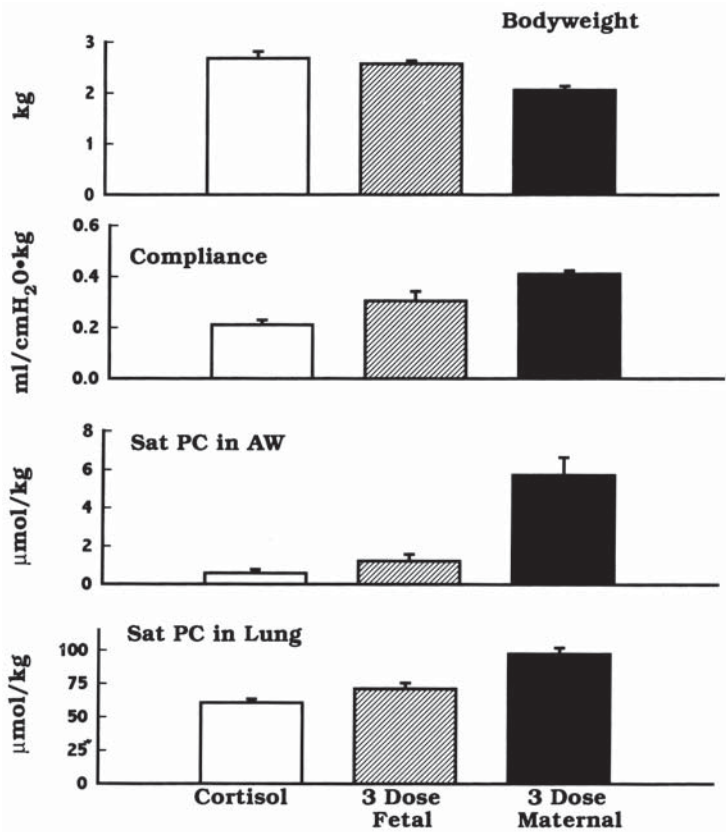 Bodyweight
3
2
1
0
kg
0.6
0.4
0.2
0.0
ml/cmH₂O•kg
Compliance
8
6
4
2
0
μmol/kg
Sat PC in AW
100
75
50
25
0
μmol/kg
Sat PC in Lung
Cortisol
3 Dose
Fetal
3 Dose
Maternal